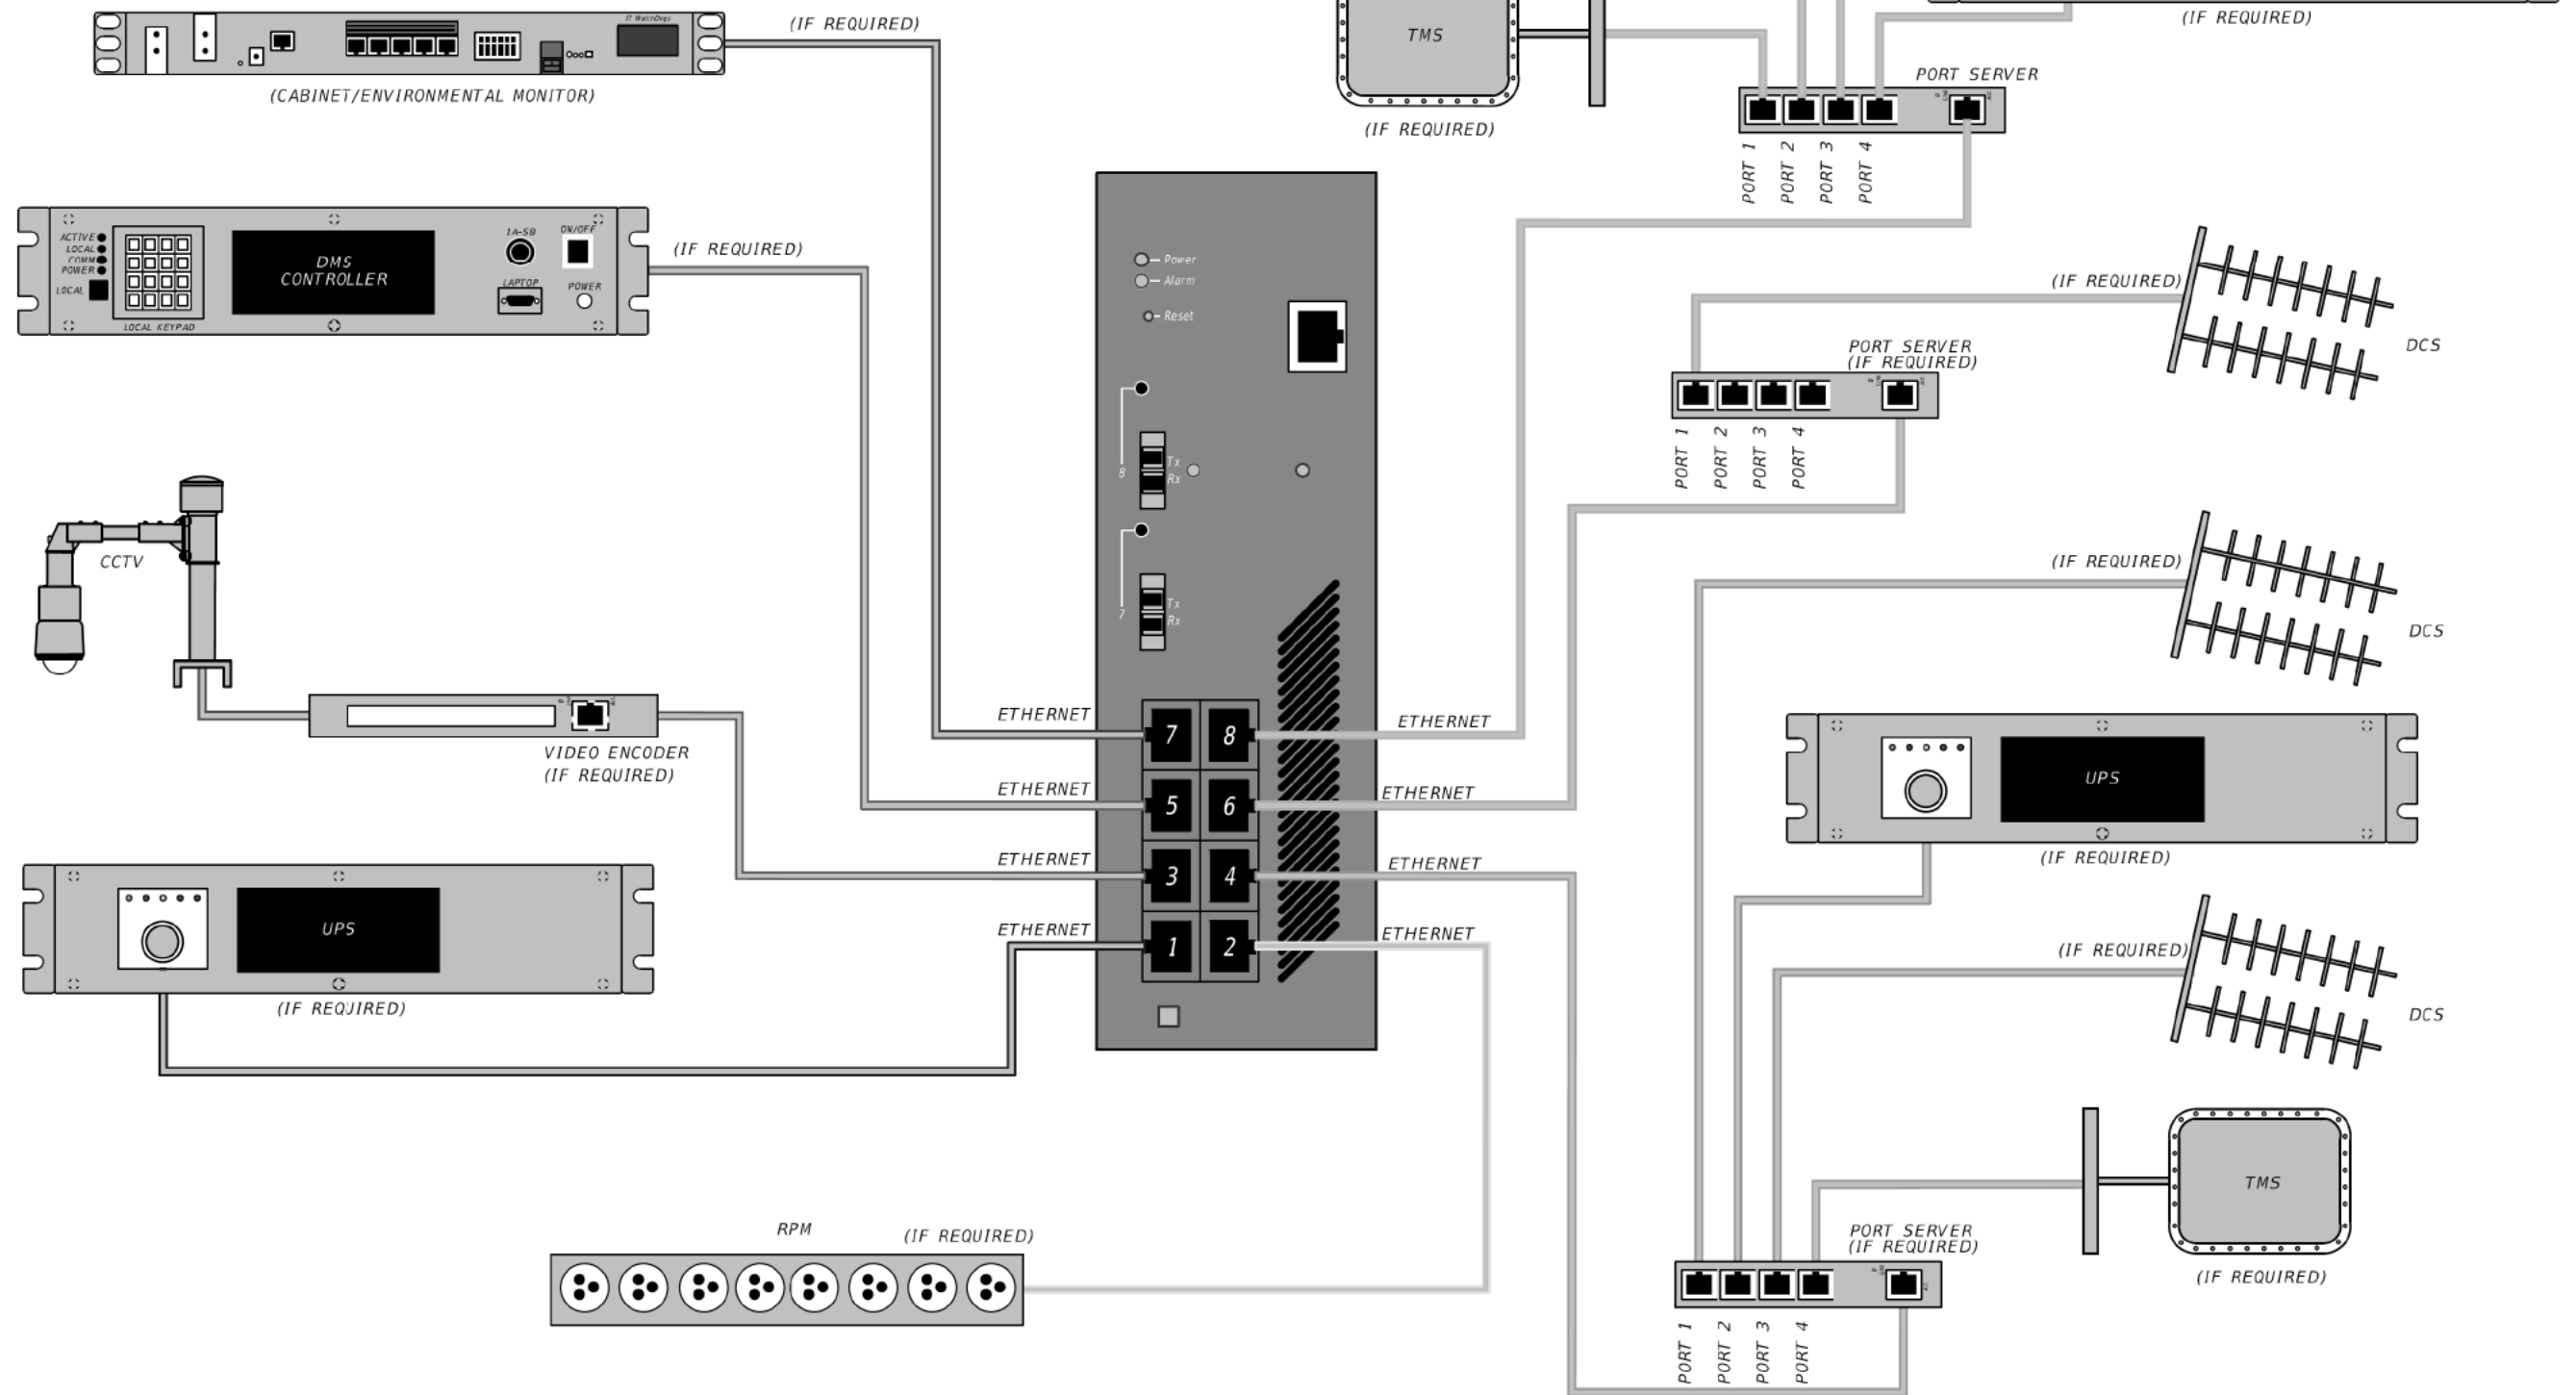 IT WatchDogs
(IF REQUIRED)
(CABINET/ENVIRONMENTAL MONITOR)
TMS
(IF REQUIRED)
(IF REQUIRED)
PORT SERVER
PORT 1
PORT 2
PORT 3
PORT 4
ACTIVE
LOCAL
COMM
POWER
LOCAL
LOCAL KEYPAD
DMS
CONTROLLER
1A-SB
ON/OFF
LAPTOP
POWER
(IF REQUIRED)
Power
Alarm
Reset
8
Tx
Rx
7
Tx
Rx
(IF REQUIRED)
DCS
PORT SERVER
(IF REQUIRED)
PORT 1
PORT 2
PORT 3
PORT 4
CCTV
VIDEO ENCODER
(IF REQUIRED)
(IF REQUIRED)
DCS
ETHERNET
7
8
ETHERNET
ETHERNET
5
6
ETHERNET
ETHERNET
3
4
ETHERNET
ETHERNET
1
2
ETHERNET
UPS
(IF REQUIRED)
UPS
(IF REQUIRED)
(IF REQUIRED)
DCS
RPM
(IF REQUIRED)
TMS
(IF REQUIRED)
PORT SERVER
(IF REQUIRED)
PORT 1
PORT 2
PORT 3
PORT 4